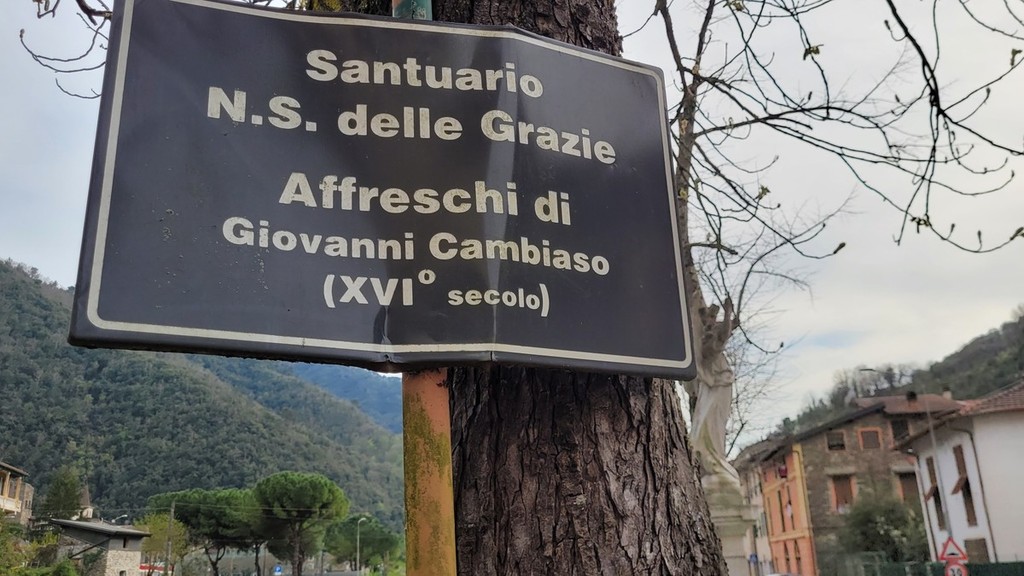 Santuario
N.S. delle Grazie
Affreschi di
Giovanni Cambiaso
(XVI° secolo)